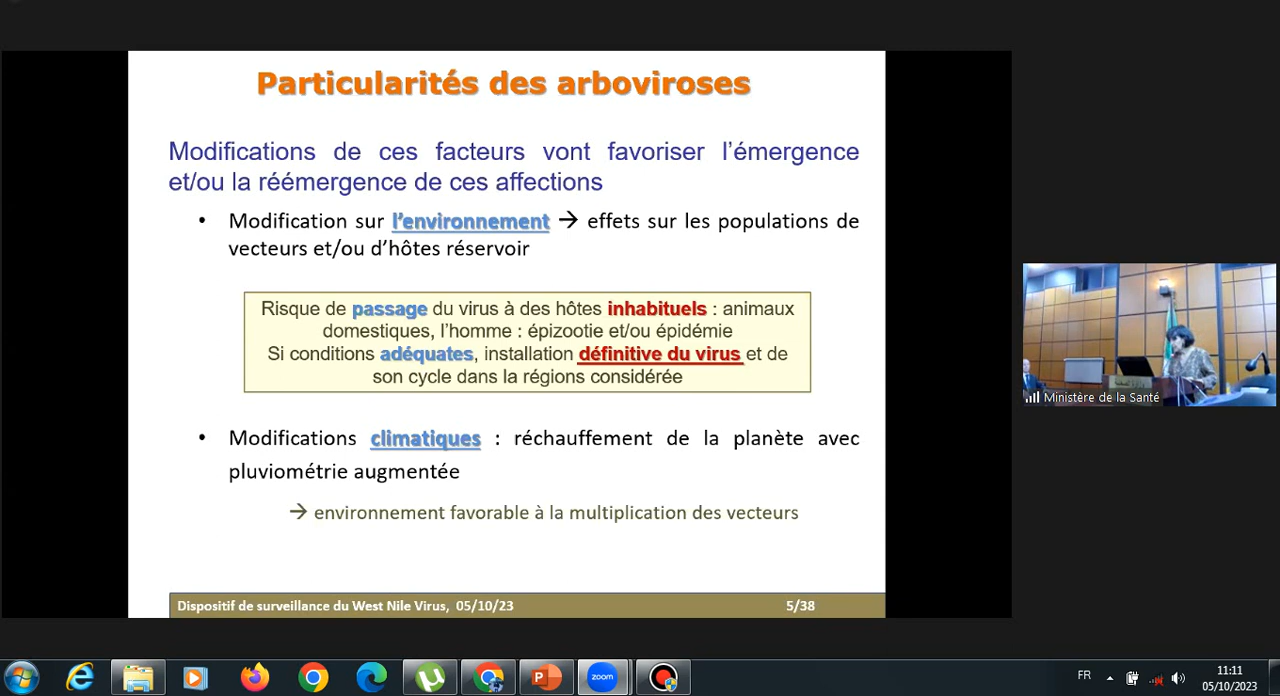 Particularités des arboviroses
Modifications de ces facteurs vont favoriser l’émergence
et/ou la réémergence de ces affections
• Modification sur l’environnement → effets sur les populations de
vecteurs et/ou d’hôtes réservoir
Risque de passage du virus à des hôtes inhabituels : animaux
domestiques, l’homme : épizootie et/ou épidémie
Si conditions adéquates, installation définitive du virus et de
son cycle dans la régions considérée
• Modifications climatiques : réchauffement de la planète avec
pluviométrie augmentée
→ environnement favorable à la multiplication des vecteurs
Dispositif de surveillance du West Nile Virus, 05/10/23 5/38
Ministère de la Santé
zoom
FR
11:11
05/10/2023